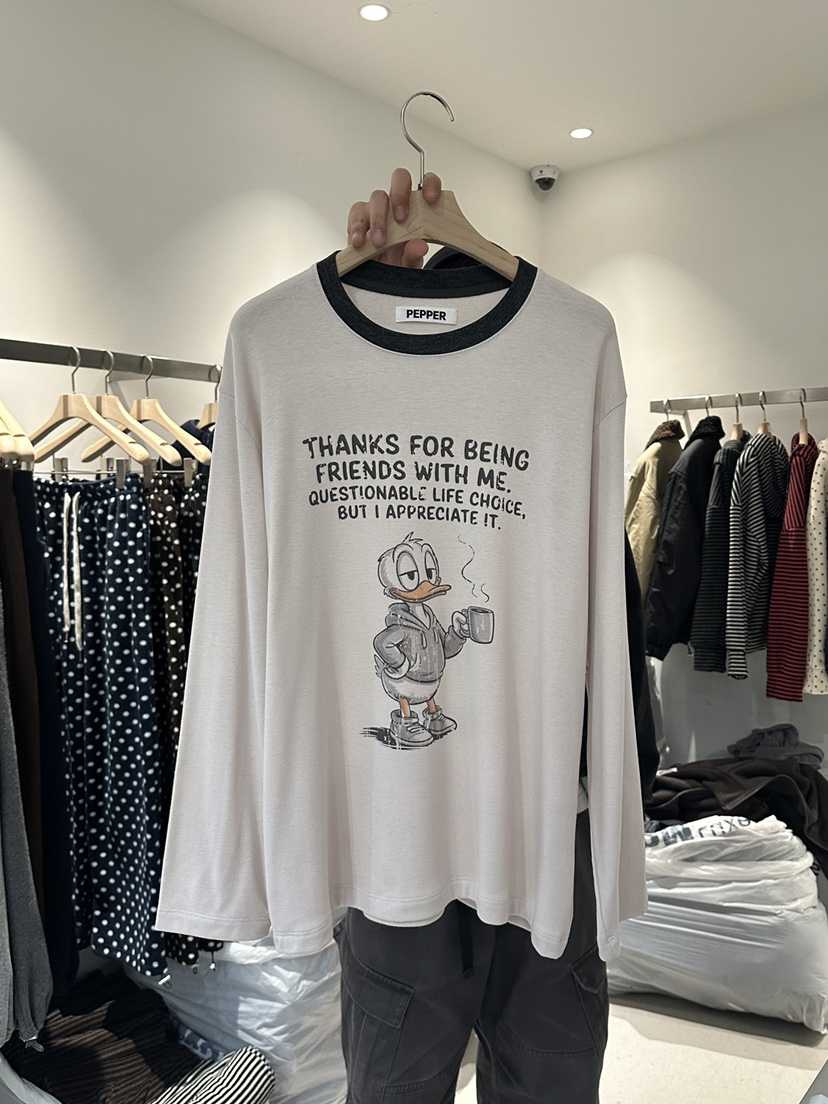 PEPPER
THANKS FOR BEING
FRIENDS WITH ME.
QUESTIONABLE LIFE CHOICE,
BUT I APPRECIATE IT.